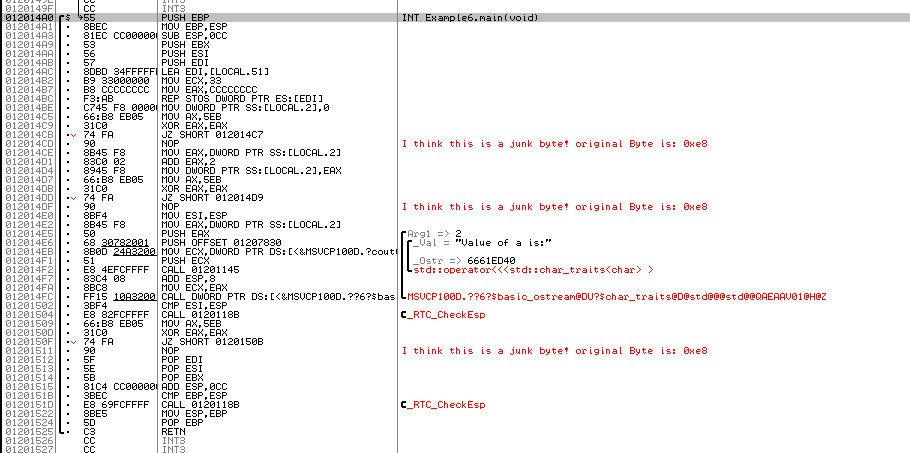 0120149E CC INT3
0120149F CC INT3
012014A0 $ 55 PUSH EBP INT Example6.main(void)
012014A1 · 8BEC MOV EBP,ESP
012014A3 · 81EC CC00000 SUB ESP,0CC
012014A9 · 53 PUSH EBX
012014AA · 56 PUSH ESI
012014AB · 57 PUSH EDI
012014AC · 8DBD 34FFFFF LEA EDI,[LOCAL.51]
012014B2 · B9 33000000 MOV ECX,33
012014B7 · B8 CCCCCCCC MOV EAX,CCCCCCCC
012014BC · F3:AB REP STOS DWORD PTR ES:[EDI]
012014BE · C745 F8 0000 MOV DWORD PTR SS:[LOCAL.2],0
012014C5 · 66:B8 EB05 MOV AX,5EB
012014C9 · 31C0 XOR EAX,EAX
012014CB · 74 FA JZ SHORT 012014C7
012014CD · 90 NOP I think this is a junk byte! original Byte is: 0xe8
012014CE · 8B45 F8 MOV EAX,DWORD PTR SS:[LOCAL.2]
012014D1 · 83C0 02 ADD EAX,2
012014D4 · 8945 F8 MOV DWORD PTR SS:[LOCAL.2],EAX
012014D7 · 66:B8 EB05 MOV AX,5EB
012014DB · 31C0 XOR EAX,EAX
012014DD · 74 FA JZ SHORT 012014D9
012014DF · 90 NOP I think this is a junk byte! original Byte is: 0xe8
012014E0 · 8BF4 MOV ESI,ESP
012014E2 · 8B45 F8 MOV EAX,DWORD PTR SS:[LOCAL.2]
012014E5 · 50 PUSH EAX Arg1 => 2
012014E6 · 68 30782001 PUSH OFFSET 01207830 _Val = "Value of a is:"
012014EB · 8B0D 24A3200 MOV ECX,DWORD PTR DS:[<&MSVCP100D.?cout
012014F1 · 51 PUSH ECX _Ostr => 6661ED40
012014F2 · E8 4EFCFFFF CALL 01201145 std::operator<<<std::char_traits<char> >
012014F7 · 83C4 08 ADD ESP,8
012014FA · 8BC8 MOV ECX,EAX
012014FC · FF15 10A3200 CALL DWORD PTR DS:[<&MSVCP100D.??6?$bas MSVCP100D.??6?$basic_ostream@DU?$char_traits@D@std@@@std@@QAEAAV01@H@Z
01201502 · 3BF4 CMP ESI,ESP
01201504 · E8 82FCFFFF CALL 0120118B _RTC_CheckEsp
01201509 · 66:B8 EB05 MOV AX,5EB
0120150D · 31C0 XOR EAX,EAX
0120150F · 74 FA JZ SHORT 0120150B
01201511 · 90 NOP I think this is a junk byte! original Byte is: 0xe8
01201512 · 5F POP EDI
01201513 · 5E POP ESI
01201514 · 5B POP EBX
01201515 · 81C4 CC00000 ADD ESP,0CC
0120151B · 3BEC CMP EBP,ESP
0120151D · E8 69FCFFFF CALL 0120118B _RTC_CheckEsp
01201522 · 8BE5 MOV ESP,EBP
01201524 · 5D POP EBP
01201525 · C3 RETN
01201526 CC INT3
01201527 CC INT3